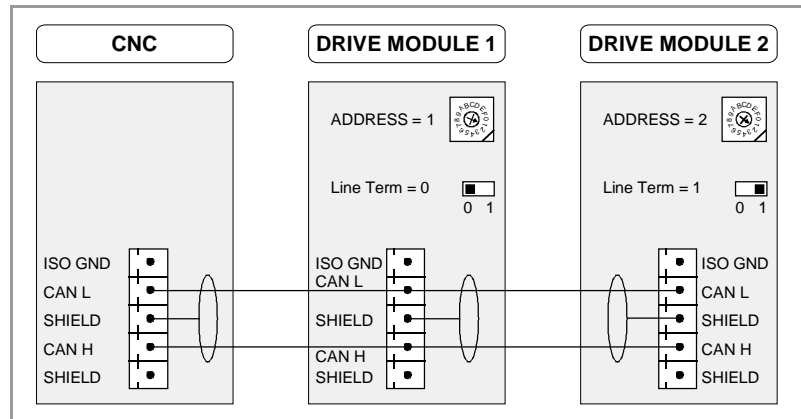 CNC
DRIVE MODULE 1
DRIVE MODULE 2
ADDRESS = 1
ADDRESS = 2
Line Term = 0
0 1
Line Term = 1
0 1
ISO GND
CAN L
SHIELD
CAN H
SHIELD
ISO GND
CAN L
SHIELD
CAN H
SHIELD
ISO GND
CAN L
SHIELD
CAN H
SHIELD